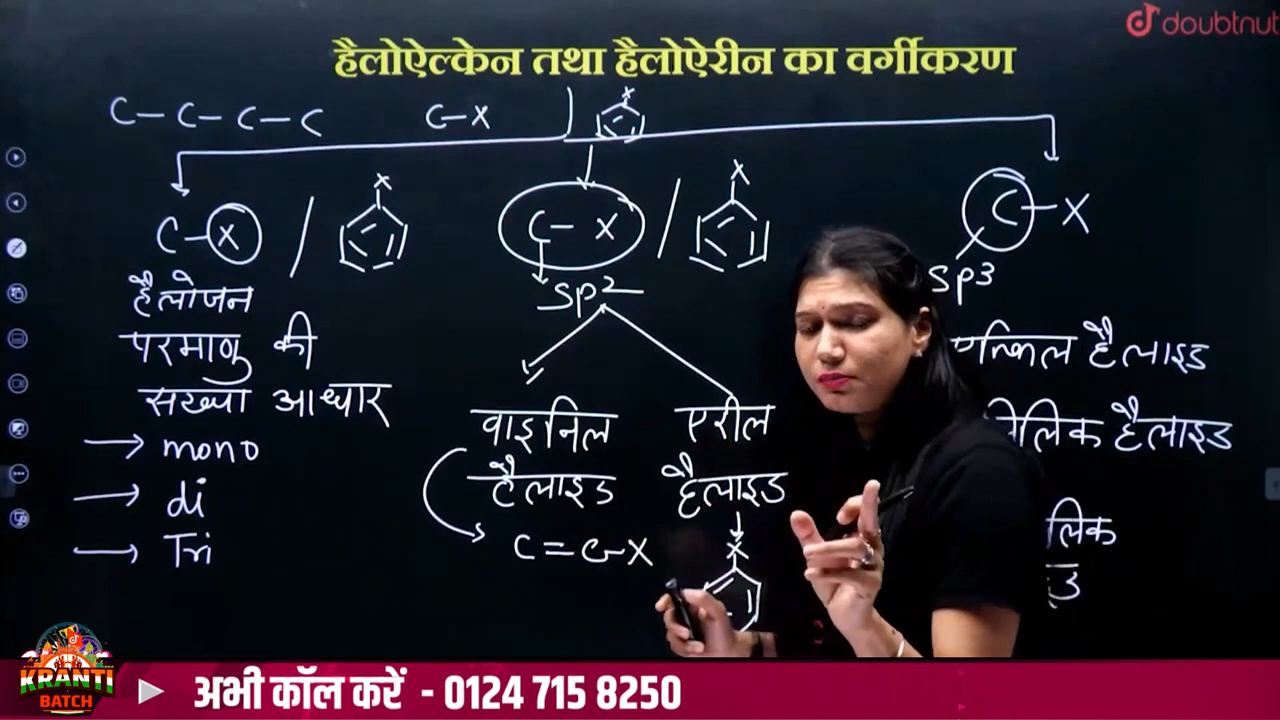 doubtnut
हैलोऐल्केन तथा हैलोऐरीन का वर्गीकरण
C-C-C-C C-X / X
C-X / X
C-X / X
C-X
हैलोजन
परमाणु की
सख्या आधार
→ mono
→ di
→ Tri
sp2
वाइनिल
हैलाइड
C=C-X
एरील
हैलाइड
X
sp3
हैलाइड
हैलाइड
लिक
KRANTI
BATCH
अभी कॉल करें - 0124 715 8250